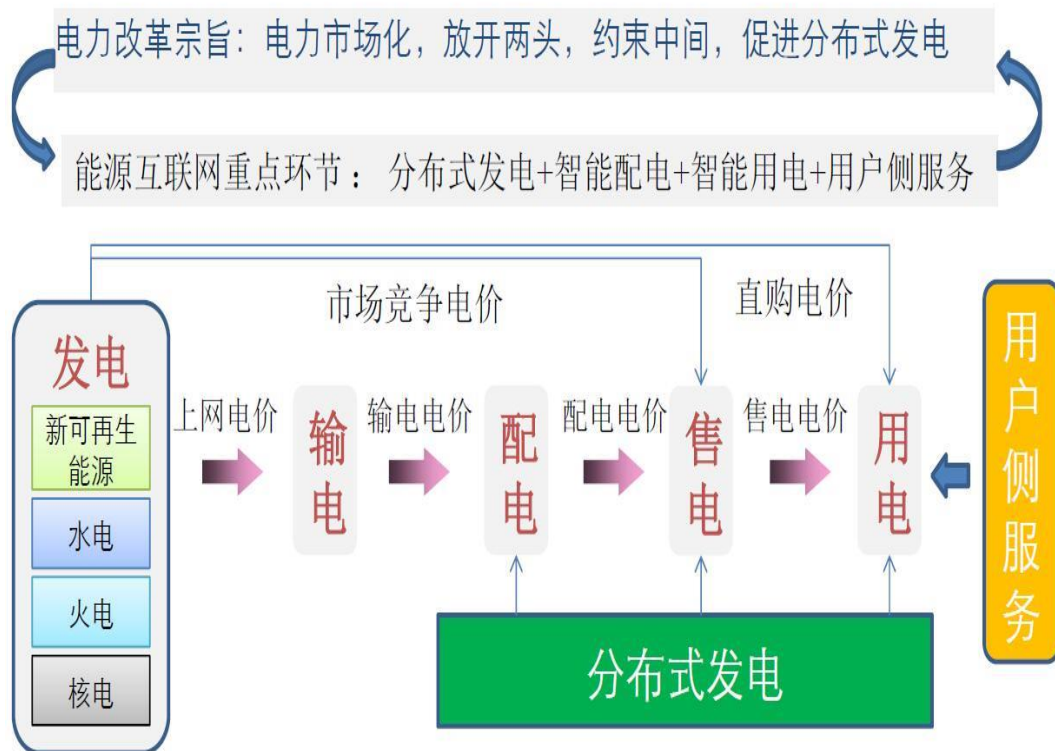 电力改革宗旨：电力市场化，放开两头，约束中间，促进分布式发电
能源互联网重点环节：分布式发电+智能配电+智能用电+用户侧服务
市场竞争电价
直购电价
发电
新可再生
能源
水电
火电
核电
上网电价
输电
输电电价
配电
配电电价
售电
售电电价
用电
用户侧服务
分布式发电